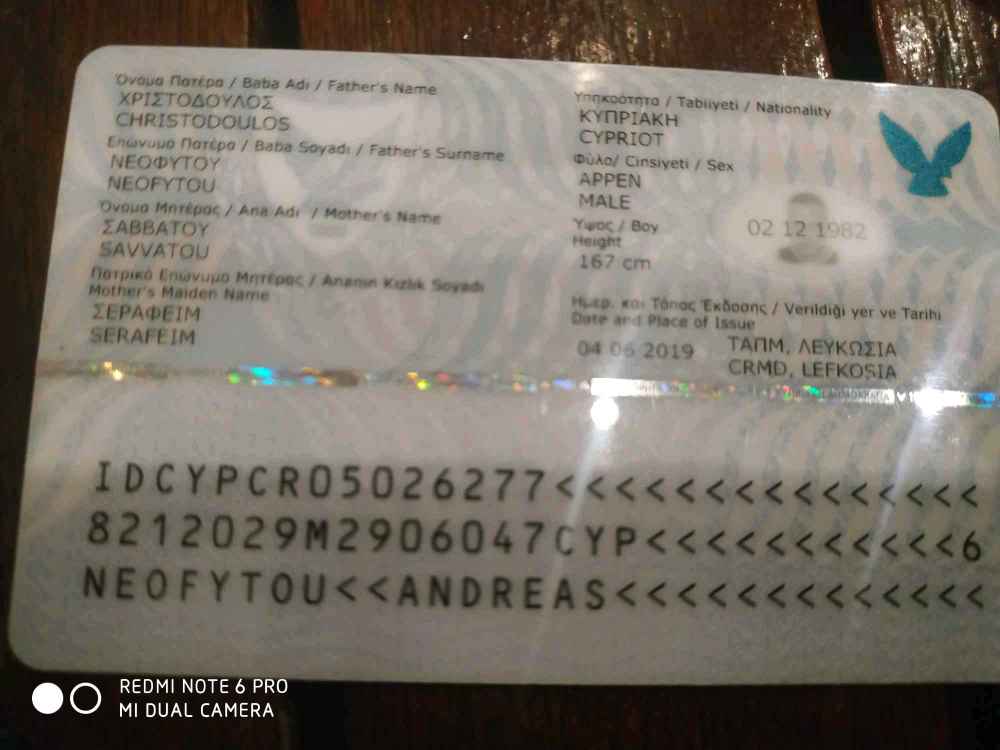 Όνομα Πατέρα / Baba Adi / Father's Name
ΧΡΙΣΤΟΔΟΥΛΟΣ
CHRISTODOULOS
Επώνυμο Πατέρα / Baba Soyadı / Father's Surname
ΝΕΟΦΥΤΟΥ
NEOFYTOU
Όνομα Μητέρας / Ana Adi / Mother's Name
ΣΑΒΒΑΤΟΥ
SAVVATOU
Πατρικό Επώνυμο Μητέρας / Ananın Kızlık Soyadı
Mother's Maiden Name
ΣΕΡΑΦΕΙΜ
SERAFEIM
Υπηκοότητα / Tabiiyeti / Nationality
ΚΥΠΡΙΑΚΗ
CYPRIOT
Φύλο/ Cinsiyeti / Sex
ΑΡΡΕΝ
MALE
Ύψος / Boy
Height
167 cm
02 12 1982
Ημερ. και Τόπος Έκδοσης / Verildiği yer ve Tarihi
Date and Place of Issue
04 06 2019 ΤΑΠΜ, ΛΕΥΚΩΣΙΑ
CRMD, LEFKOSIA
IDCYPCR05026277<<<<<<<<<<<<<<<
8212029M2906047CYP<<<<<<<<<<<6
NEOFYTOU<<ANDREAS<<<<<<<<<<<<<
REDMI NOTE 6 PRO
MI DUAL CAMERA